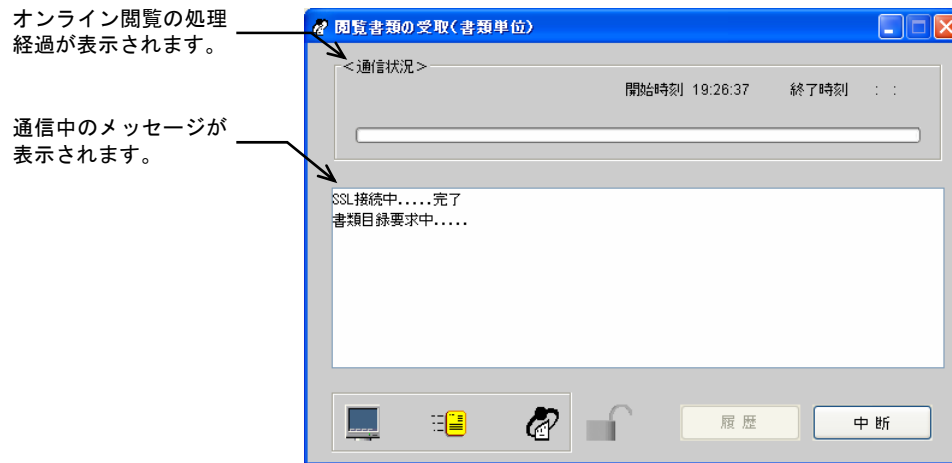 オンライン閲覧の処理
経過が表示されます。
閲覧書類の受取(書類単位)
<通信状況>
開始時刻 19:26:37 終了時刻 : :
通信中のメッセージが
表示されます。
SSL接続中.....完了
書類目録要求中.....
履歴 中断